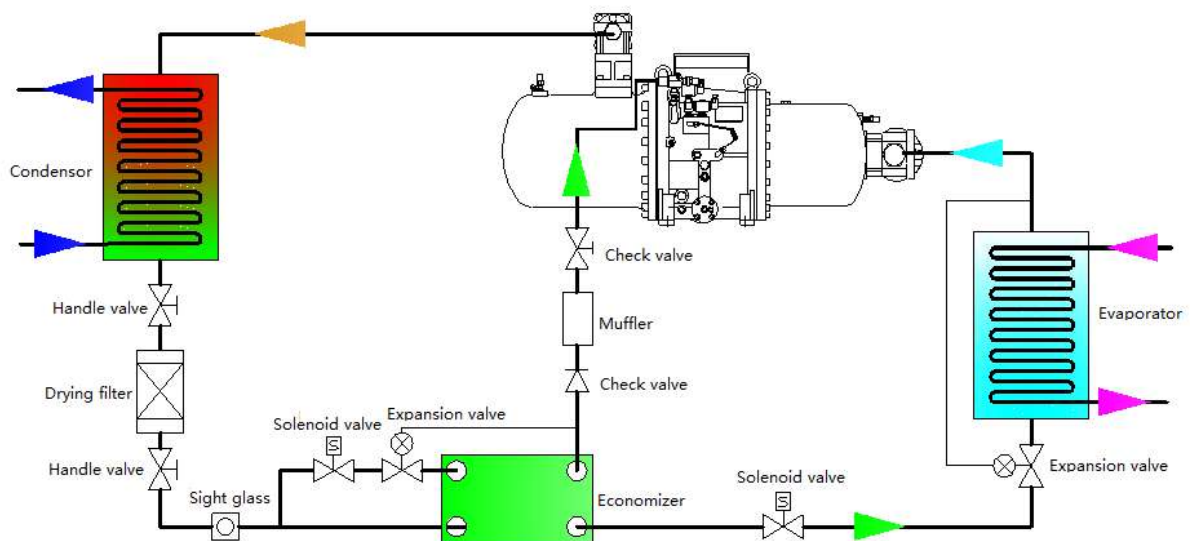 Condensor
Check valve
Handle valve
Muffler
Evaporator
Drying filter
Check valve
Solenoid valve
Expansion valve
S
Handle valve
Sight glass
Economizer
Solenoid valve
S
Expansion valve